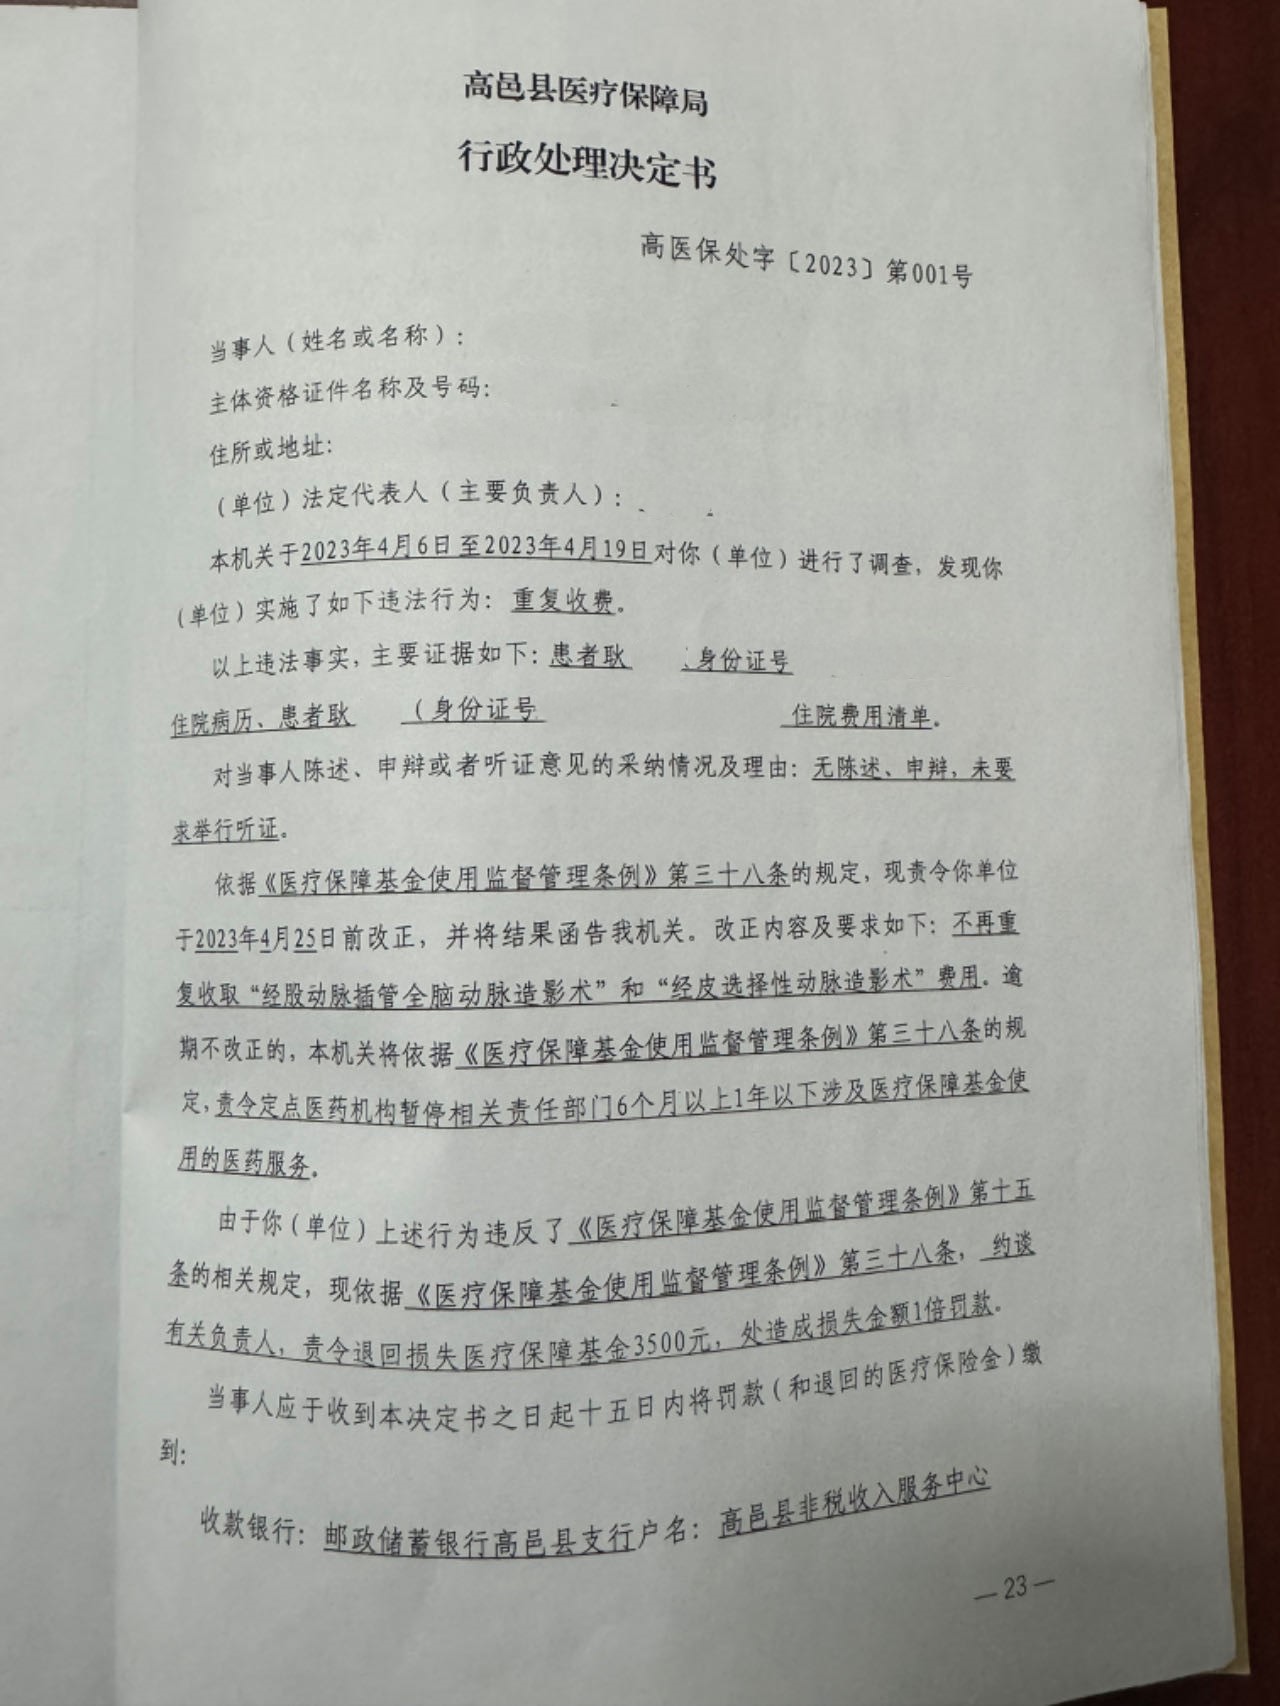 高邑县医疗保障局
行政处理决定书
高医保处字〔2023〕第001号
当事人（姓名或名称）：
主体资格证件名称及号码：
住所或地址：
（单位）法定代表人（主要负责人）：
本机关于2023年4月6日至2023年4月19日对你（单位）进行了调查，发现你
（单位）实施了如下违法行为：重复收费。
以上违法事实，主要证据如下：患者耿 、身份证号
住院病历、患者耿 （身份证号 住院费用清单。
对当事人陈述、申辩或者听证意见的采纳情况及理由：无陈述、申辩，未要
求举行听证。
依据《医疗保障基金使用监督管理条例》第三十八条的规定，现责令你单位
于2023年4月25日前改正，并将结果函告我机关。改正内容及要求如下：不再重
复收取“经股动脉插管全脑动脉造影术”和“经皮选择性动脉造影术”费用。逾
期不改正的，本机关将依据《医疗保障基金使用监督管理条例》第三十八条的规
定，责令定点医药机构暂停相关责任部门6个月以上1年以下涉及医疗保障基金使
用的医药服务。
由于你（单位）上述行为违反了《医疗保障基金使用监督管理条例》第十五
条的相关规定，现依据《医疗保障基金使用监督管理条例》第三十八条，约谈
有关负责人，责令退回损失医疗保障基金3500元，处造成损失金额1倍罚款。
当事人应于收到本决定书之日起十五日内将罚款（和退回的医疗保险金）缴
到：
收款银行：邮政储蓄银行高邑县支行户名：高邑县非税收入服务中心
—23—